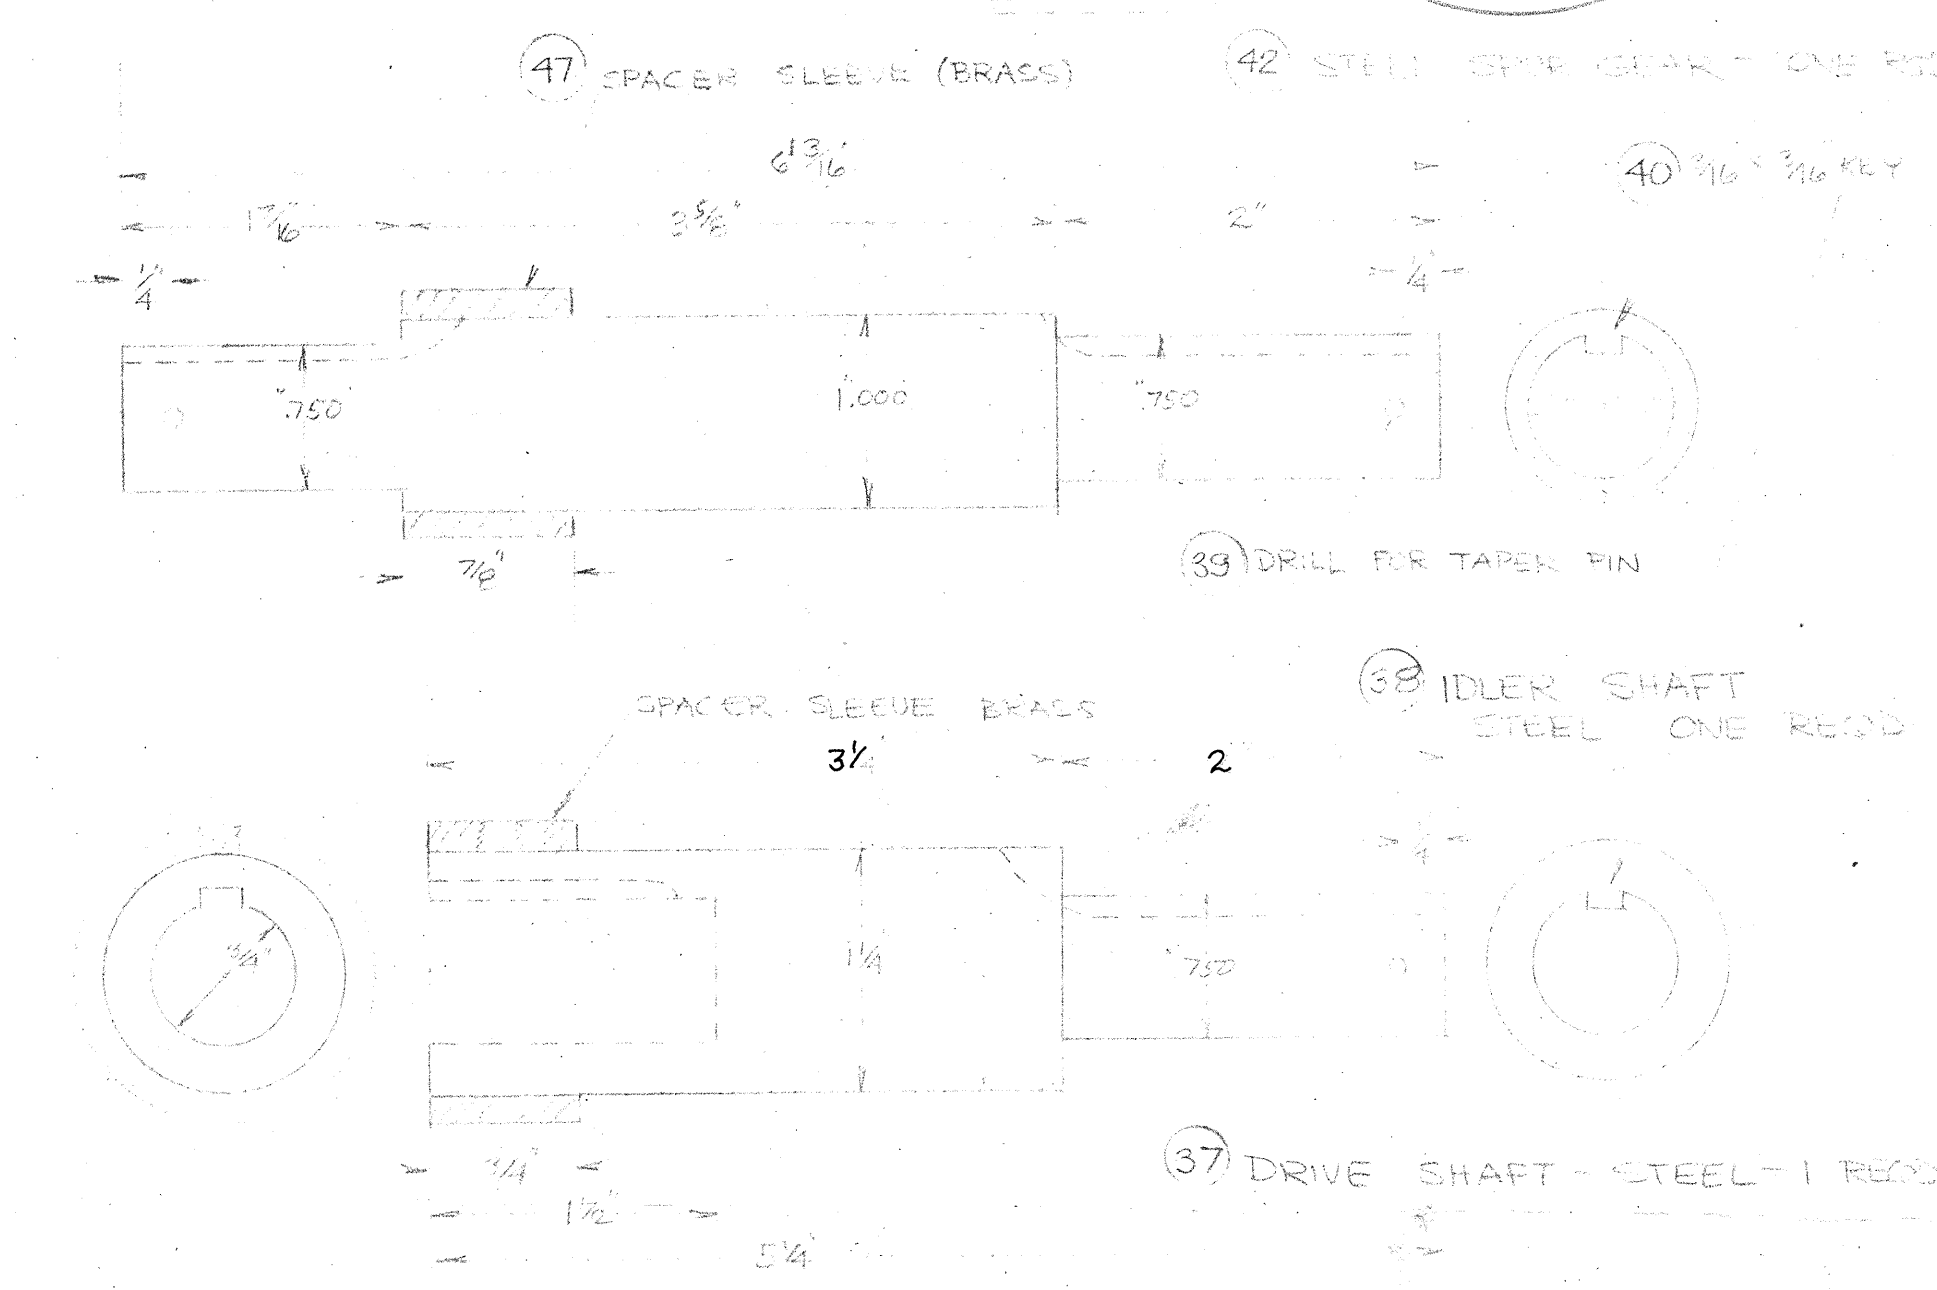 47 SPACER SLEEVE (BRASS)
42 STEEL SPUR GEAR - ONE
6 13/16"
40 3/16 × 3/16 KEY
1 7/16" 3 5/8" 2"
1/4" 1/4"
".750 1".000 ".750
7/8"
39 DRILL FOR TAPER PIN
38 IDLER SHAFT
STEEL ONE REQD
SPACER SLEEVE BRASS
3 1/4" 2
1/4
3/4" 1 1/4 ".750
37 DRIVE SHAFT - STEEL - 1 REQD
3/4"
1 1/2"
5 1/4"